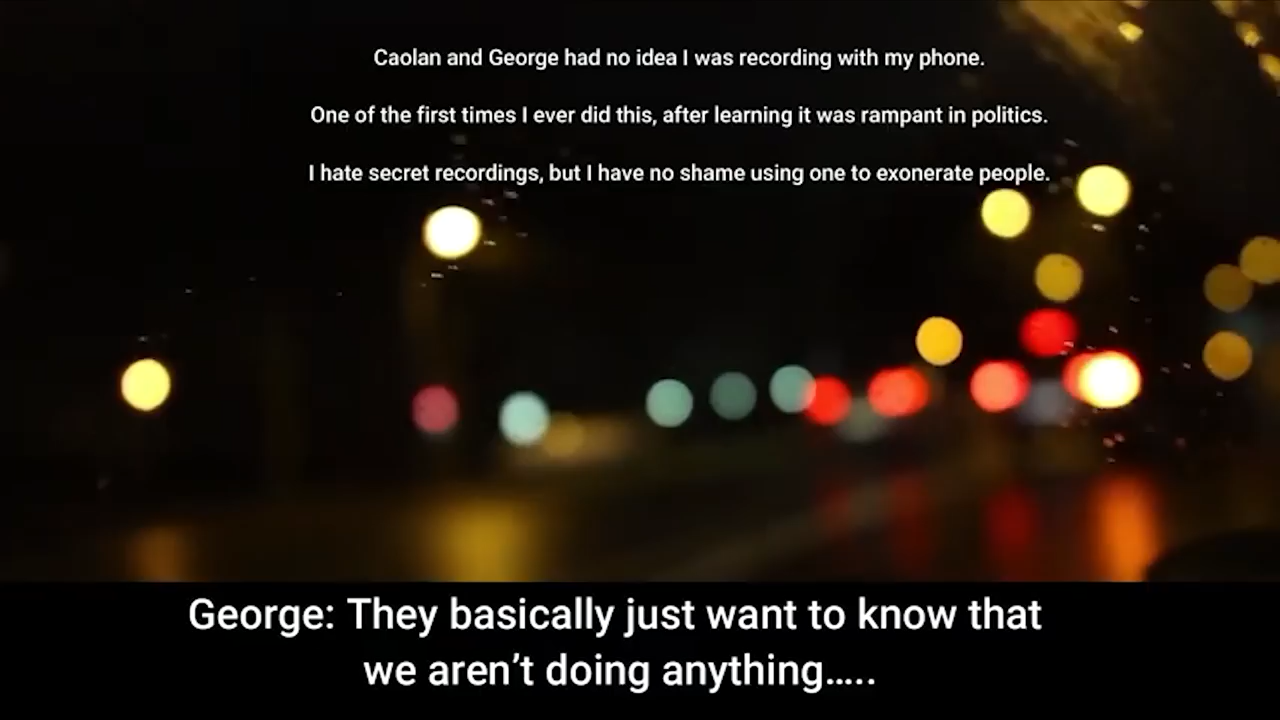 Caolan and George had no idea I was recording with my phone.
One of the first times I ever did this, after learning it was rampant in politics.
I hate secret recordings, but I have no shame using one to exonerate people.
George: They basically just want to know that
we aren’t doing anything.....